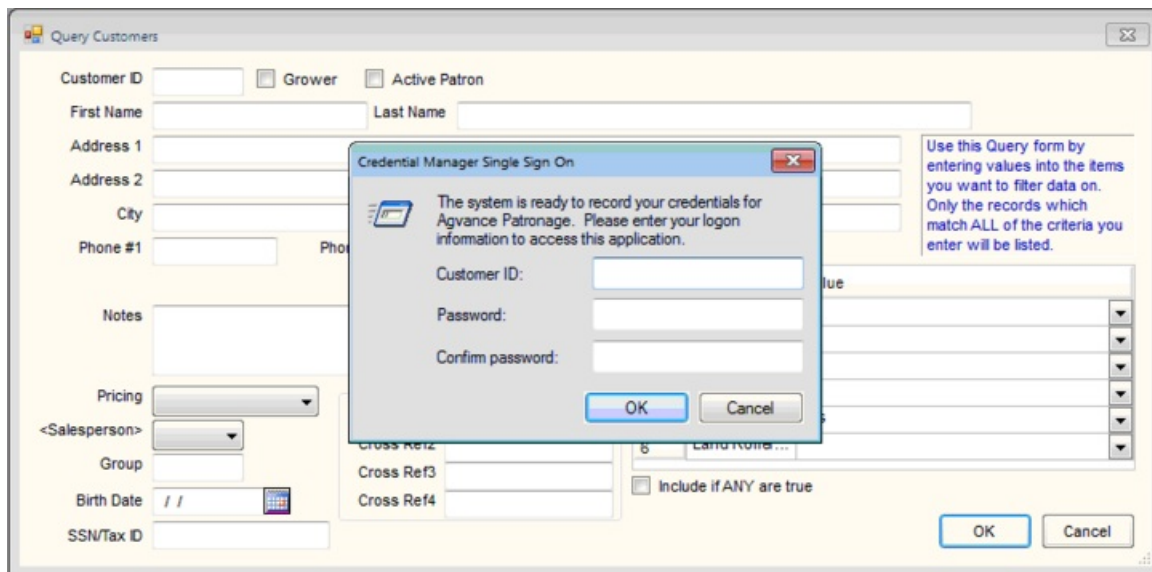 Query Customers
Customer ID
Grower
Active Patron
First Name
Last Name
Address 1
Address 2
City
Phone #1
Notes
Pricing
<Salesperson>
Group
Birth Date / /
SSN/Tax ID
Use this Query form by
entering values into the items
you want to filter data on.
Only the records which
match ALL of the criteria you
enter will be listed.
Credential Manager Single Sign On
The system is ready to record your credentials for
Agvance Patronage. Please enter your logon
information to access this application.
Customer ID:
Password:
Confirm password:
OK
Cancel
Cross Ref2
Cross Ref3
Cross Ref4
6
Include if ANY are true
OK
Cancel